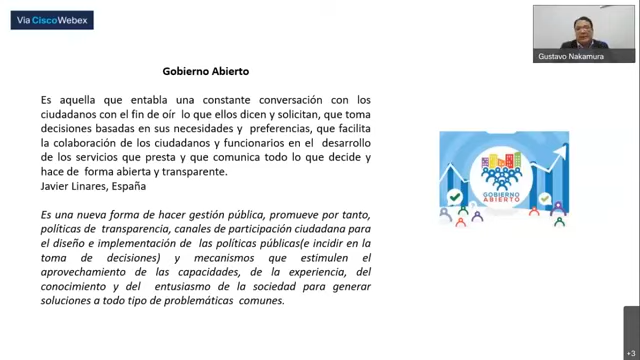 Vía CiscoWebex
Gustavo Nakamura
Gobierno Abierto
Es aquella que entabla una constante conversación con los
ciudadanos con el fin de oír lo que ellos dicen y solicitan, que toma
decisiones basadas en sus necesidades y preferencias, que facilita
la colaboración de los ciudadanos y funcionarios en el desarrollo
de los servicios que presta y que comunica todo lo que decide y
hace de forma abierta y transparente.
Javier Linares, España
Es una nueva forma de hacer gestión pública, promueve por tanto,
políticas de transparencia, canales de participación ciudadana para
el diseño e implementación de las políticas públicas(e incidir en la
toma de decisiones) y mecanismos que estimulen el
aprovechamiento de las capacidades, de la experiencia, del
conocimiento y del entusiasmo de la sociedad para generar
soluciones a todo tipo de problemáticas comunes.
GOBIERNO
ABIERTO
+3